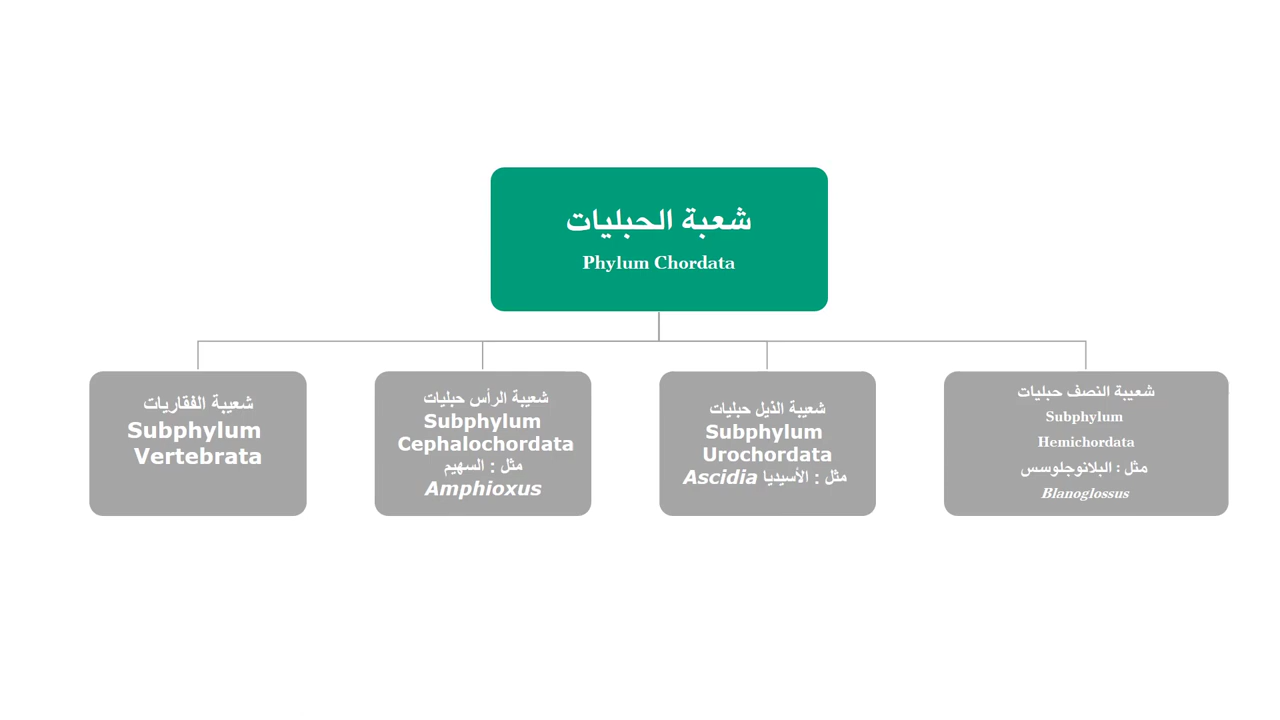 شعبة الحبليات
Phylum Chordata
شعيبة النصف حبليات
Subphylum
Hemichordata
مثل : البلانوجلوسس
Blanoglossus
شعيبة الذيل حبليات
Subphylum
Urochordata
مثل : الأسيديا Ascidia
شعيبة الرأس حبليات
Subphylum
Cephalochordata
مثل : السهيم
Amphioxus
شعيبة الفقاريات
Subphylum
Vertebrata